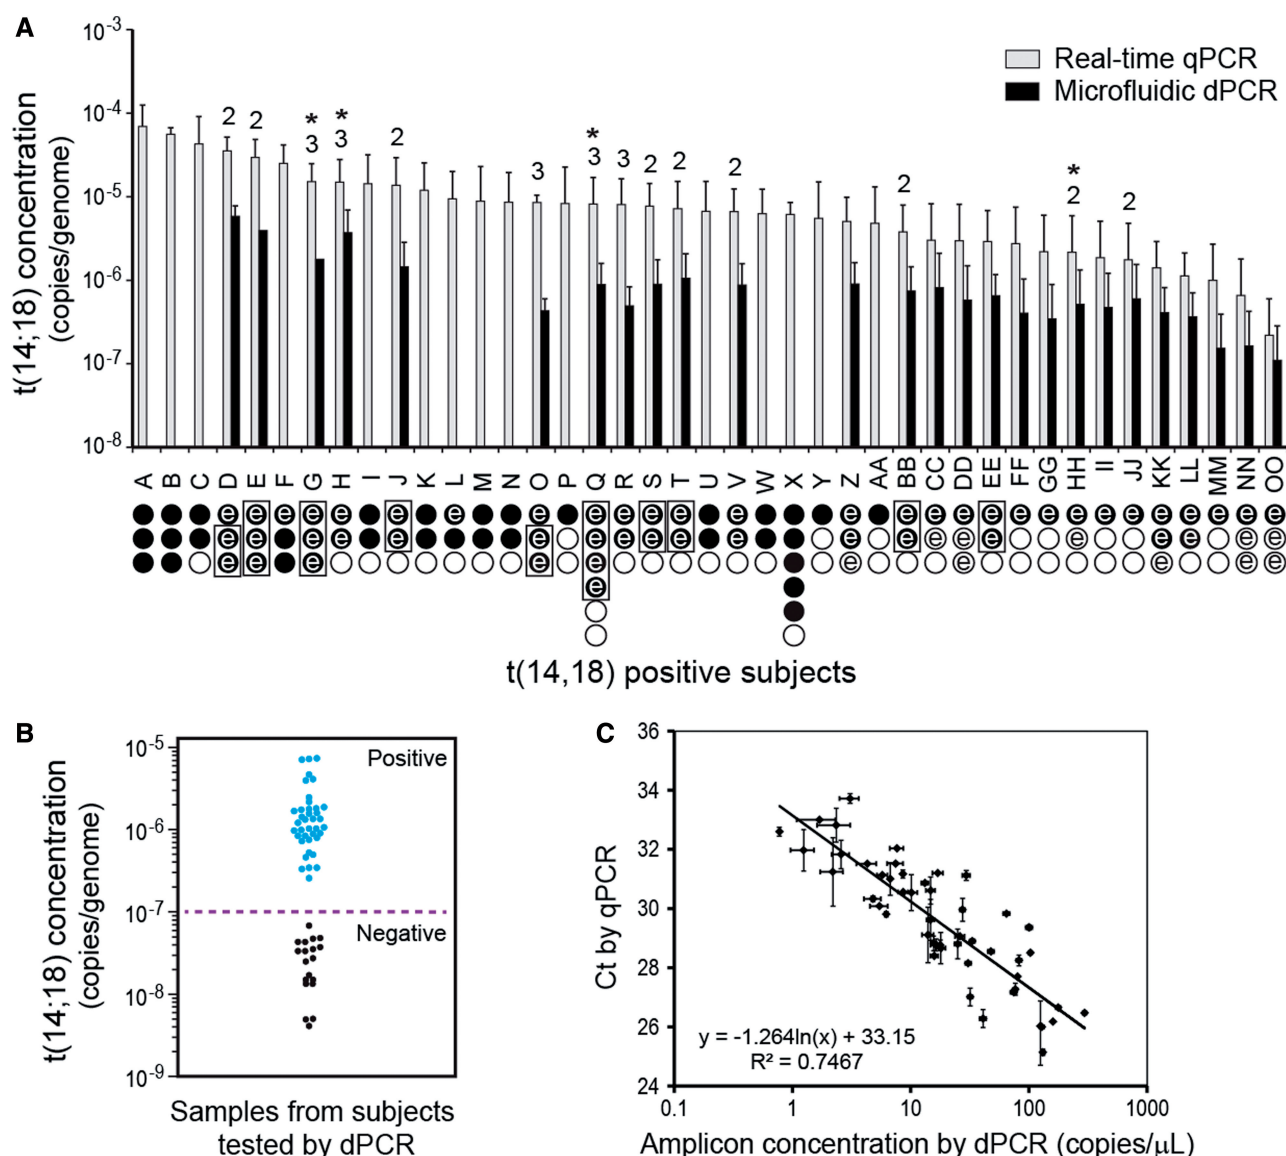 A
t(14;18) concentration
(copies/genome)
10-3
10-4
10-5
10-6
10-7
10-8
Real-time qPCR
Microfluidic dPCR
2 2 * 3 * 3 2 3 * 3 3 2 2 2 2 * 2 2
A B C D E F G H I J K L M N O P Q R S T U V W X Y Z AA BB CC DD EE FF GG HH II JJ KK LL MM NN OO
e e e e e e e e e e e e e e e e e e e e e e e e e e e
e e e e e e e e e e e e e e e e e e e
e e e e e e e e e e
e
t(14,18) positive subjects
B
t(14;18) concentration
(copies/genome)
10-5
10-6
10-7
10-8
10-9
Positive
Negative
Samples from subjects
tested by dPCR
C
Ct by qPCR
36
34
32
30
28
26
24
y = -1.264ln(x) + 33.15
R² = 0.7467
0.1 1 10 100 1000
Amplicon concentration by dPCR (copies/µL)